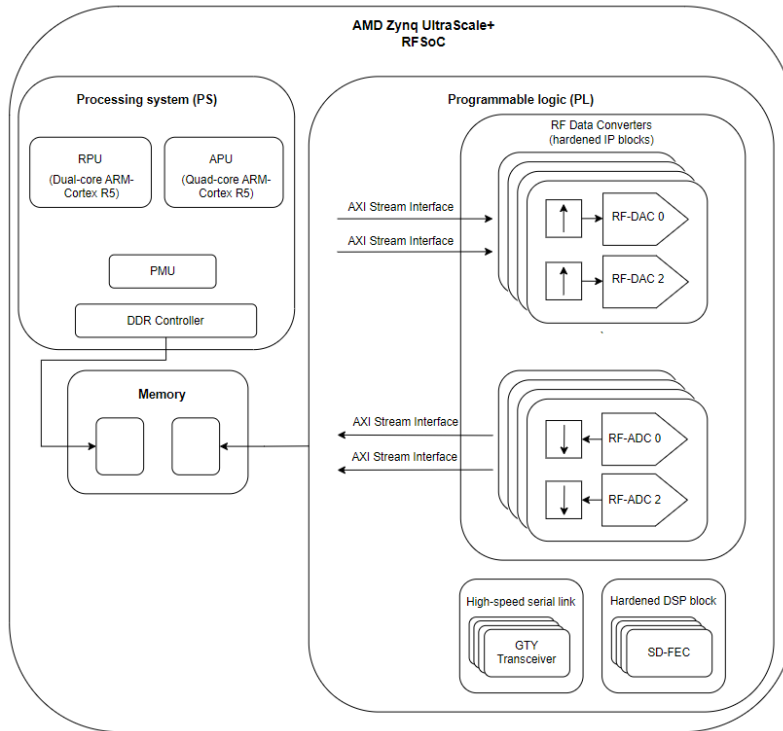 AMD Zynq UltraScale+
RFSoC
Processing system (PS)
RPU
(Dual-core ARM-
Cortex R5)
APU
(Quad-core ARM-
Cortex R5)
PMU
DDR Controller
Memory
Programmable logic (PL)
RF Data Converters
(hardened IP blocks)
AXI Stream Interface
AXI Stream Interface
RF-DAC 0
RF-DAC 2
AXI Stream Interface
AXI Stream Interface
RF-ADC 0
RF-ADC 2
High-speed serial link
GTY
Transceiver
Hardened DSP block
SD-FEC